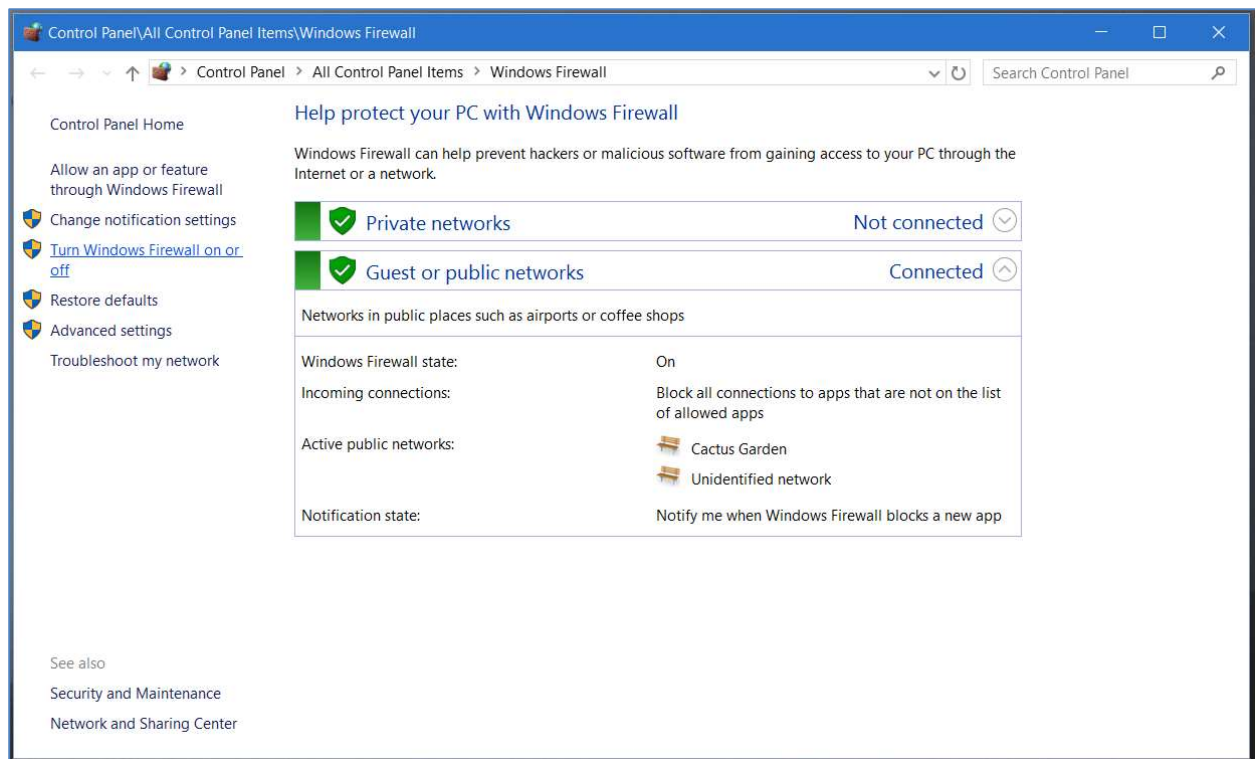 Control Panel\All Control Panel Items\Windows Firewall
Control Panel > All Control Panel Items > Windows Firewall
Search Control Panel
Control Panel Home
Allow an app or feature
through Windows Firewall
Change notification settings
Turn Windows Firewall on or
off
Restore defaults
Advanced settings
Troubleshoot my network
See also
Security and Maintenance
Network and Sharing Center
Help protect your PC with Windows Firewall
Windows Firewall can help prevent hackers or malicious software from gaining access to your PC through the
Internet or a network.
Private networks Not connected
Guest or public networks Connected
Networks in public places such as airports or coffee shops
Windows Firewall state: On
Incoming connections: Block all connections to apps that are not on the list
of allowed apps
Active public networks: Cactus Garden
Unidentified network
Notification state: Notify me when Windows Firewall blocks a new app